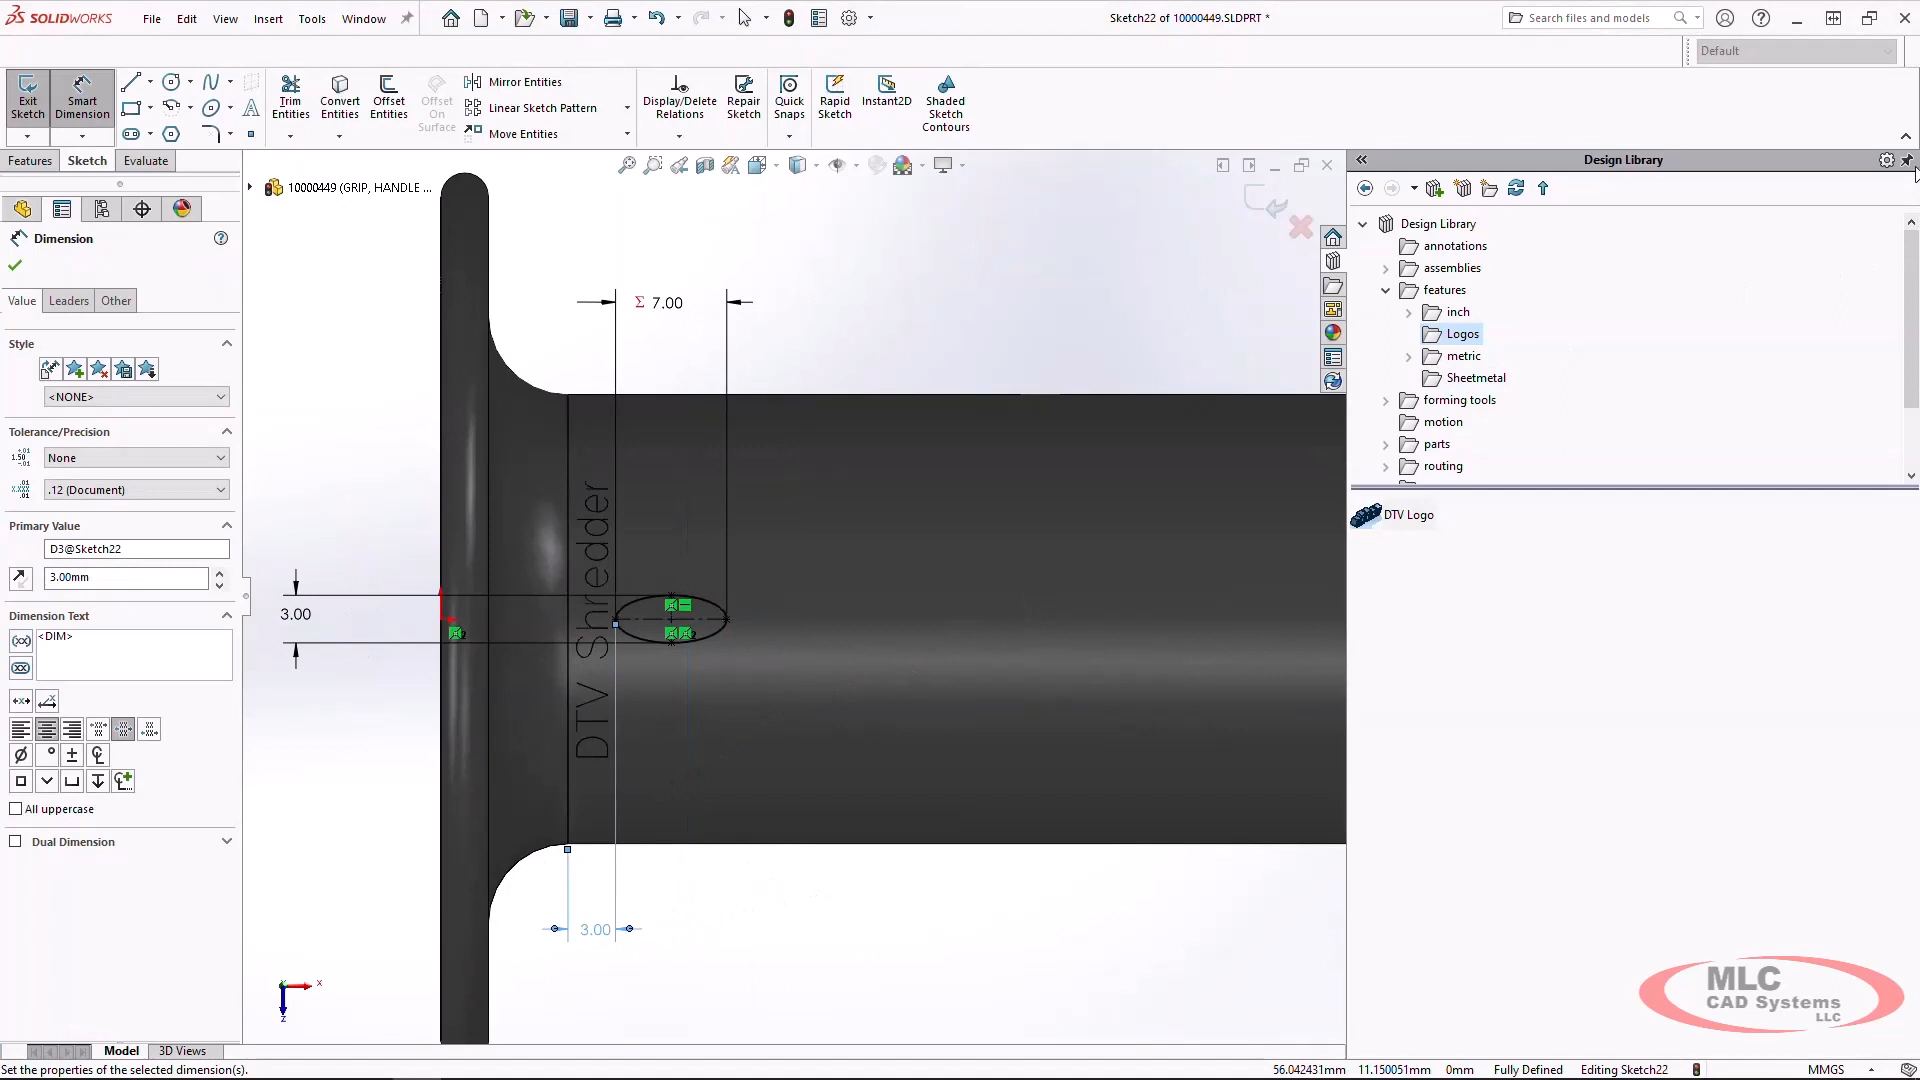 SOLIDWORKS File Edit View Insert Tools Window
Sketch22 of 10000449.SLDPRT *
Search files and models
Default
Exit Sketch
Smart Dimension
Trim Entities
Convert Entities
Offset Entities
Offset On Surface
Mirror Entities
Linear Sketch Pattern
Move Entities
Display/Delete Relations
Repair Sketch
Quick Snaps
Rapid Sketch
Instant2D
Shaded Sketch Contours
Features Sketch Evaluate
Dimension
Value Leaders Other
Style
<NONE>
Tolerance/Precision
None
.12 (Document)
Primary Value
D3@Sketch22
3.00mm
Dimension Text
<DIM>
All uppercase
Dual Dimension
10000449 (GRIP, HANDLE ...
Σ 7.00
3.00
DTV Shredder
3.00
x
z
Design Library
Design Library
annotations
assemblies
features
inch
Logos
metric
Sheetmetal
forming tools
motion
parts
routing
DTV Logo
MLC
CAD Systems
LLC
Model 3D Views
Set the properties of the selected dimension(s).
56.042431mm 11.150051mm 0mm Fully Defined Editing Sketch22 MMGS